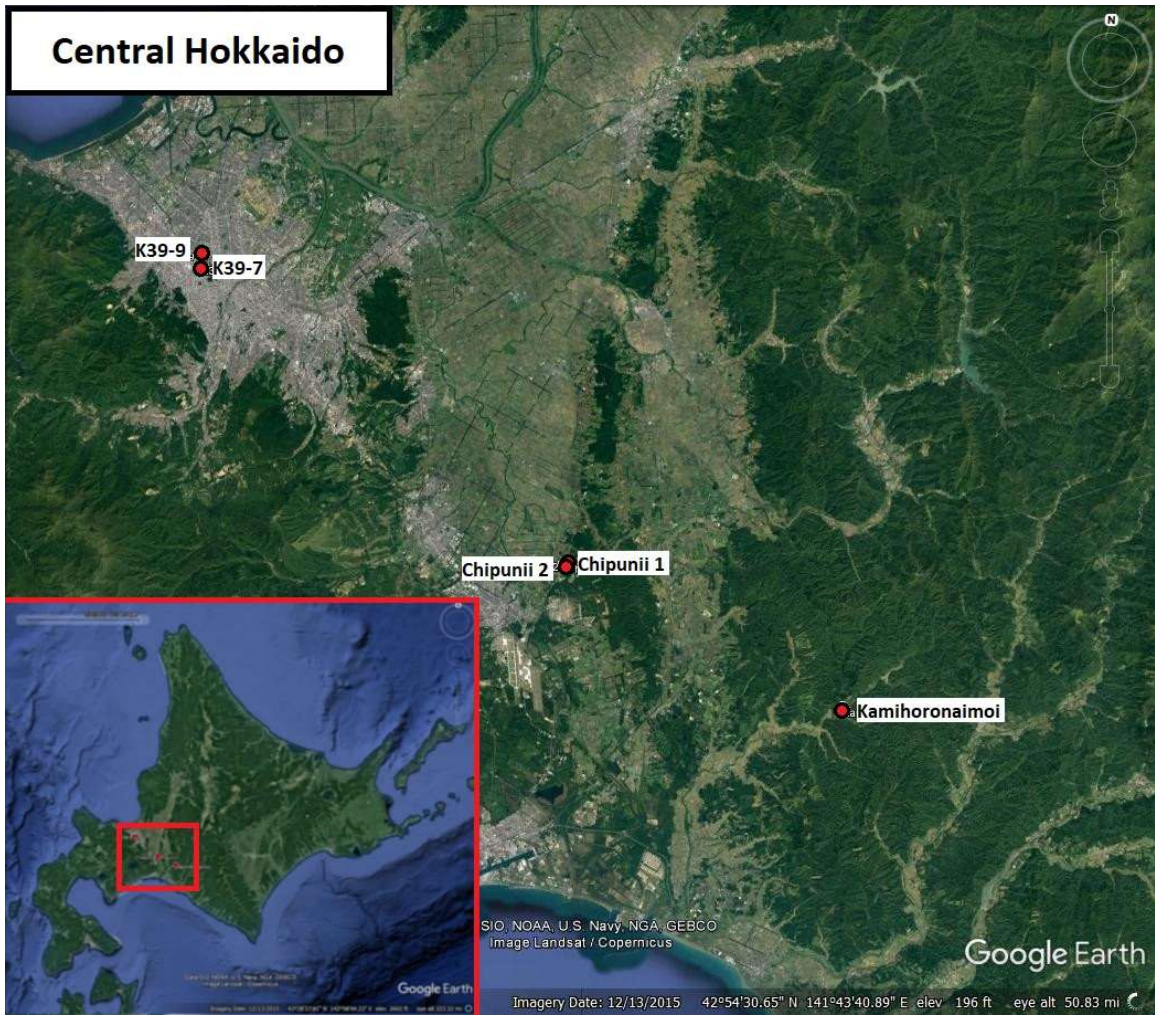 Central Hokkaido
N
K39-9
K39-7
Chipunii 2
Chipunii 1
Kamihoronaimoi
SIO, NOAA, U.S. Navy, NGA, GEBCO
Image Landsat / Copernicus
Google Earth
Google Earth
Imagery Date: 12/13/2015 42°54'30.65" N 141°43'40.89" E elev 196 ft eye alt 50.83 mi